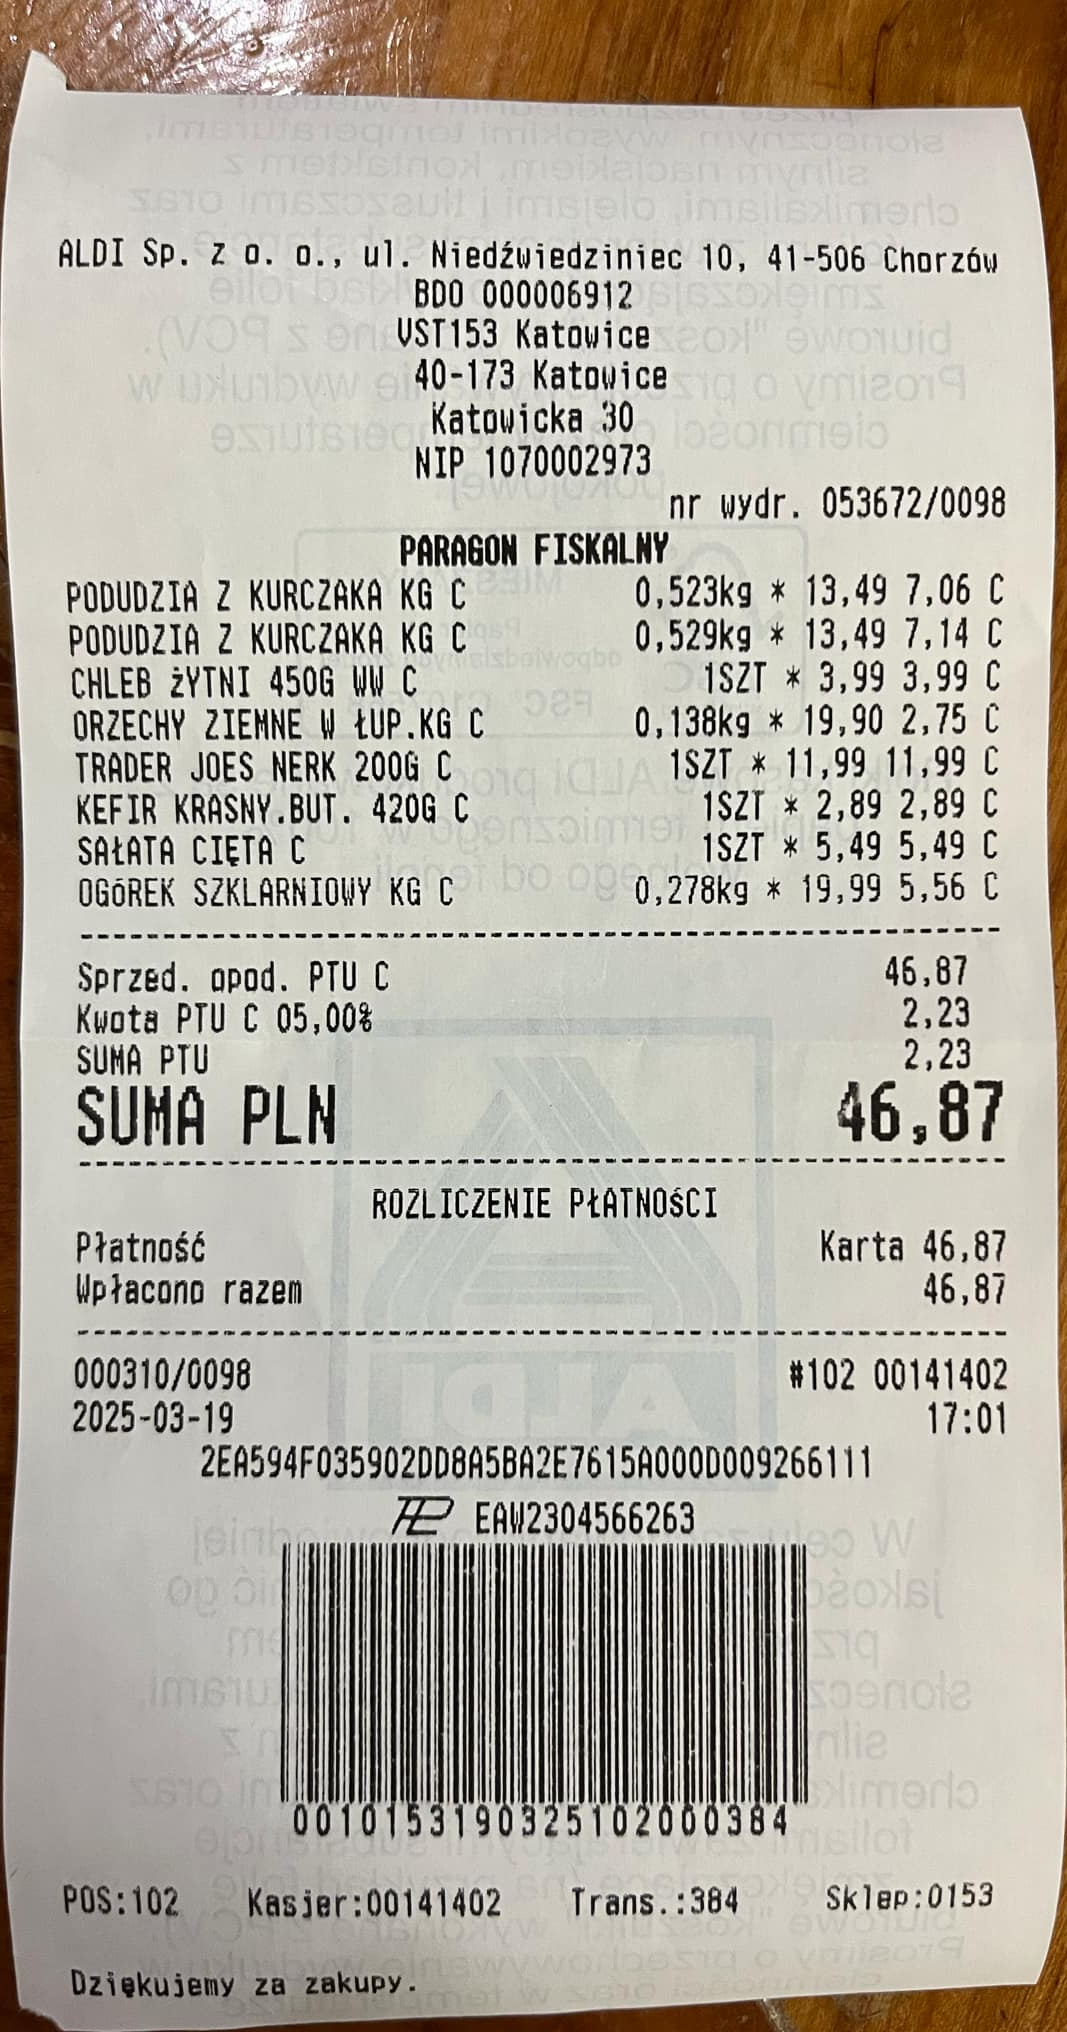 ALDI Sp. z o. o., ul. Niedźwiedziniec 10, 41-506 Chorzów
BDO 000006912
VST153 Katowice
40-173 Katowice
Katowicka 30
NIP 1070002973
nr wydr. 053672/0098
PARAGON FISKALNY
PODUDZIA Z KURCZAKA KG C 0,523kg * 13,49 7,06 C
PODUDZIA Z KURCZAKA KG C 0,529kg * 13,49 7,14 C
CHLEB ŻYTNI 450G WW C 1SZT * 3,99 3,99 C
ORZECHY ZIEMNE W ŁUP.KG C 0,138kg * 19,90 2,75 C
TRADER JOES NERK 200G C 1SZT * 11,99 11,99 C
KEFIR KRASNY.BUT. 420G C 1SZT * 2,89 2,89 C
SAŁATA CIĘTA C 1SZT * 5,49 5,49 C
OGÓREK SZKLARNIOWY KG C 0,278kg * 19,99 5,56 C
Sprzed. opod. PTU C 46,87
Kwota PTU C 05,00% 2,23
SUMA PTU 2,23
SUMA PLN 46,87
ROZLICZENIE PŁATNOŚCI
Płatność Karta 46,87
Wpłacono razem 46,87
000310/0098 #102 00141402
2025-03-19 17:01
2EA594F035902DD8A5BA2E7615A000D009266111
EAW2304566263
0010153190325102000384
POS:102 Kasjer:00141402 Trans.:384 Sklep:0153
Dziękujemy za zakupy.